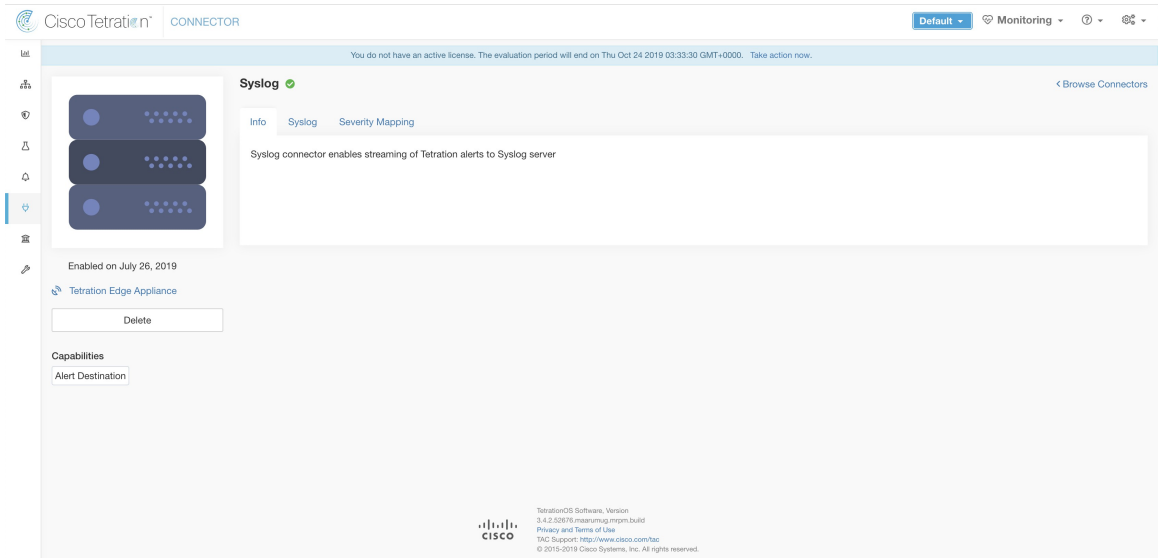 Cisco Tetration™ CONNECTOR
Default Monitoring
You do not have an active license. The evaluation period will end on Thu Oct 24 2019 03:33:30 GMT+0000. Take action now.
Syslog
< Browse Connectors
Info Syslog Severity Mapping
Syslog connector enables streaming of Tetration alerts to Syslog server
Enabled on July 26, 2019
Tetration Edge Appliance
Delete
Capabilities
Alert Destination
CISCO
TetrationOS Software, Version
3.4.2.52676.maarumug.mrpm.build
Privacy and Terms of Use
TAC Support: http://www.cisco.com/tac
© 2015-2019 Cisco Systems, Inc. All rights reserved.